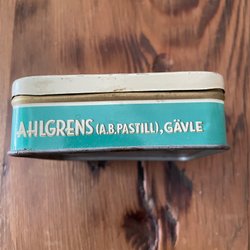 AHLGRENS (A.B. PASTILL), GÄVLE